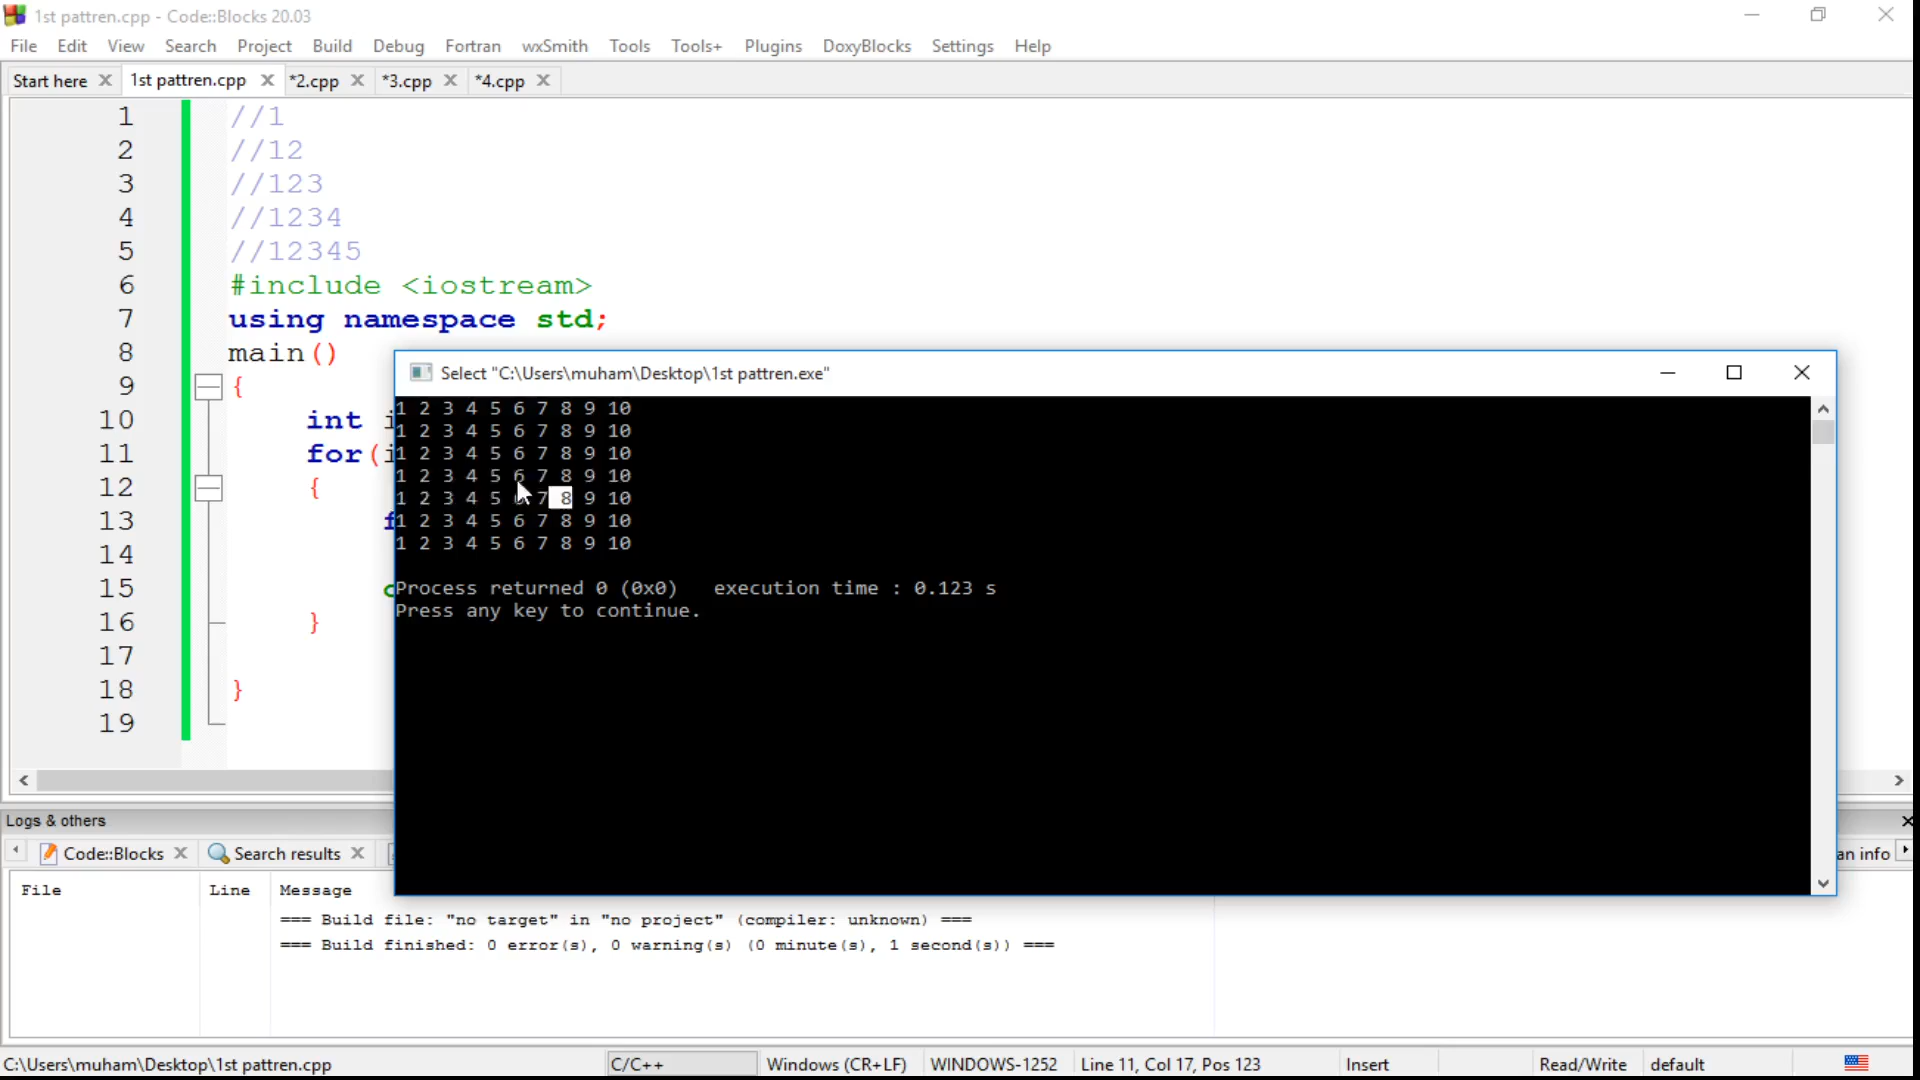 1st pattren.cpp - Code::Blocks 20.03
File Edit View Search Project Build Debug Fortran wxSmith Tools Tools+ Plugins DoxyBlocks Settings Help
Start here 1st pattren.cpp *2.cpp *3.cpp *4.cpp
1 //1
2 //12
3 //123
4 //1234
5 //12345
6 #include <iostream>
7 using namespace std;
8 main()
9 {
10 int i
11 for(i
12 {
13 f
14
15 c
16 }
17
18 }
19
Select "C:\Users\muham\Desktop\1st pattren.exe"
1 2 3 4 5 6 7 8 9 10
1 2 3 4 5 6 7 8 9 10
1 2 3 4 5 6 7 8 9 10
1 2 3 4 5 6 7 8 9 10
1 2 3 4 5 6 7 8 9 10
1 2 3 4 5 6 7 8 9 10
1 2 3 4 5 6 7 8 9 10
Process returned 0 (0x0) execution time : 0.123 s
Press any key to continue.
Logs & others
Code::Blocks Search results an info
File Line Message
=== Build file: "no target" in "no project" (compiler: unknown) ===
=== Build finished: 0 error(s), 0 warning(s) (0 minute(s), 1 second(s)) ===
C:\Users\muham\Desktop\1st pattren.cpp C/C++ Windows (CR+LF) WINDOWS-1252 Line 11, Col 17, Pos 123 Insert Read/Write default